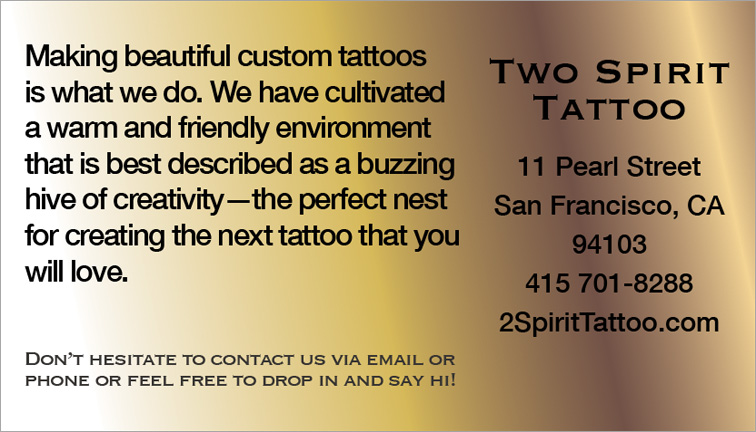 Making beautiful custom tattoos
is what we do. We have cultivated
a warm and friendly environment
that is best described as a buzzing
hive of creativity—the perfect nest
for creating the next tattoo that you
will love.
Don't hesitate to contact us via email or
phone or feel free to drop in and say hi!
Two Spirit
Tattoo
11 Pearl Street
San Francisco, CA
94103
415 701-8288
2SpiritTattoo.com